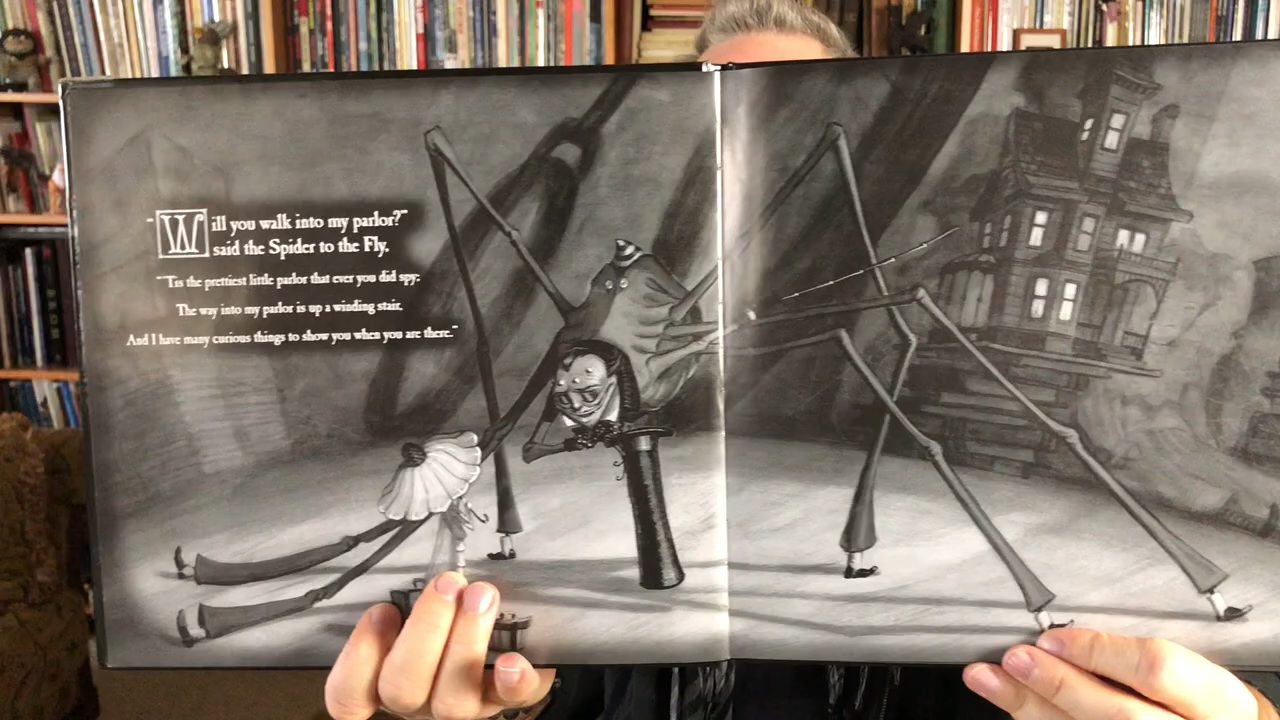 “Will you walk into my parlor?”
said the Spider to the Fly,
“’Tis the prettiest little parlor that ever you did spy;
The way into my parlor is up a winding stair,
And I have many curious things to show you when you are there.”